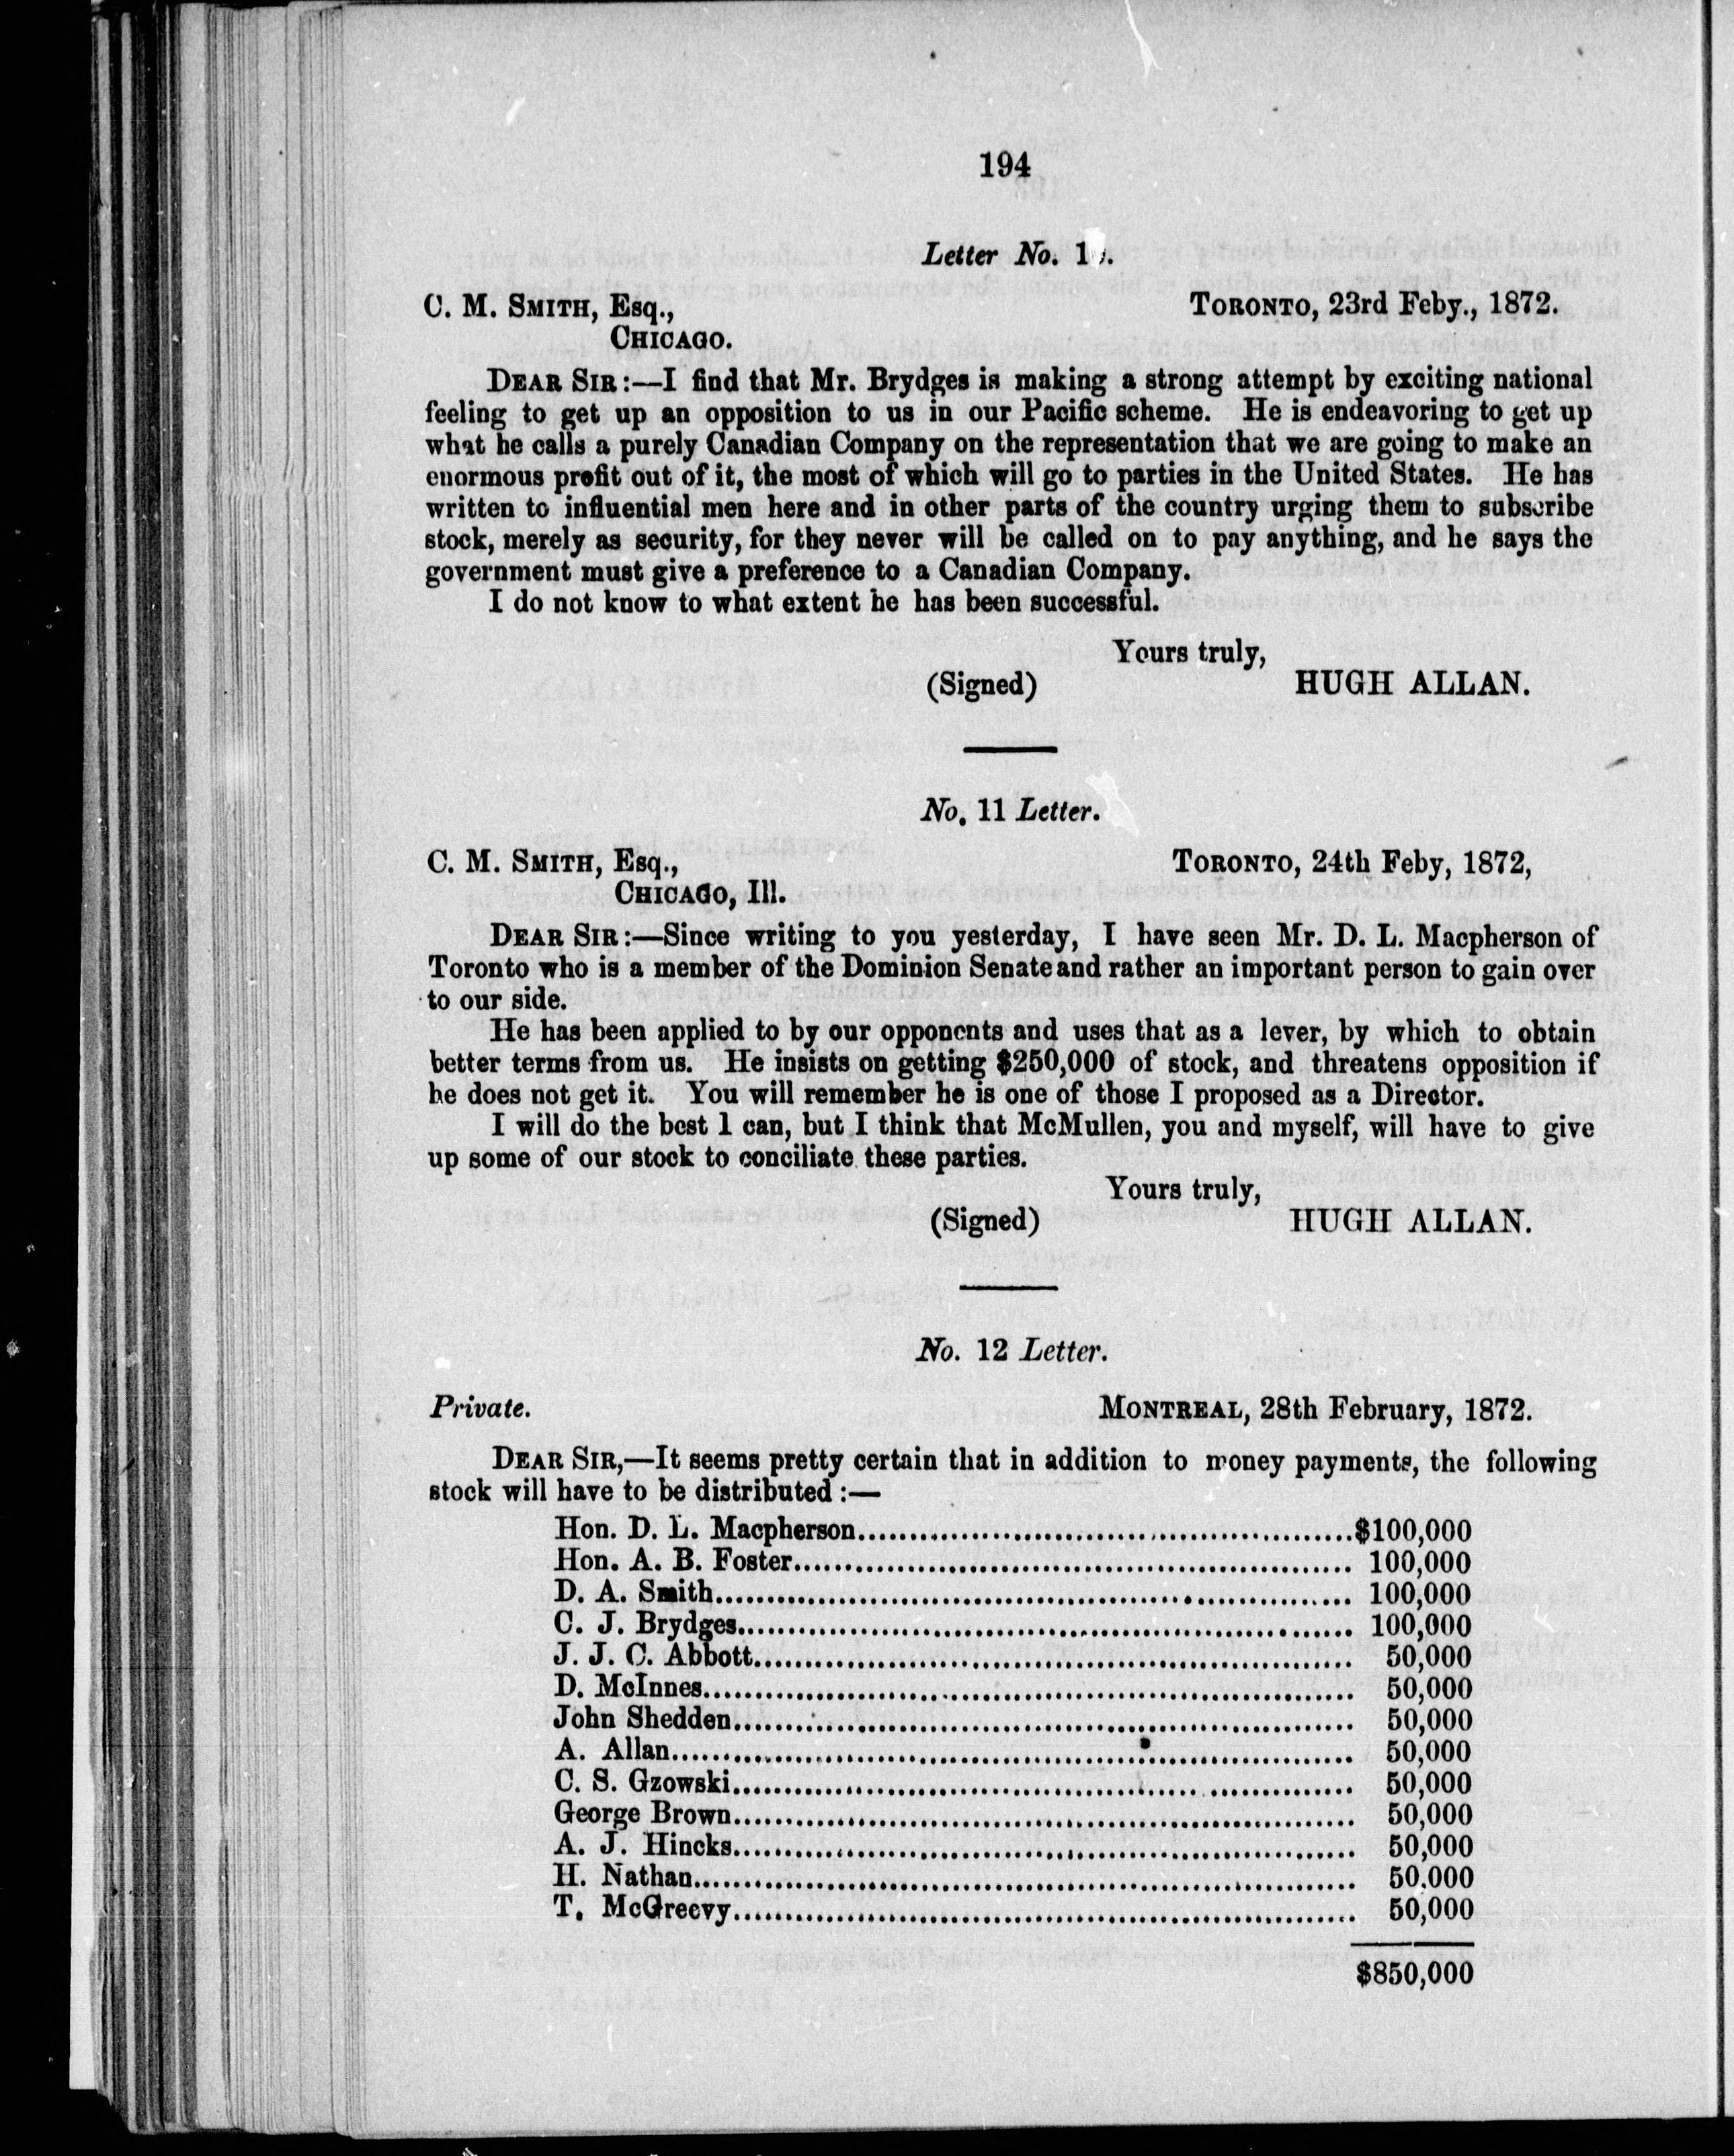 194
Letter No. 1
C. M. SMITH, Esq., TORONTO, 23rd Feby., 1872.
CHICAGO.
DEAR SIR:—I find that Mr. Brydges is making a strong attempt by exciting national
feeling to get up an opposition to us in our Pacific scheme. He is endeavoring to get up
what he calls a purely Canadian Company on the representation that we are going to make an
enormous profit out of it, the most of which will go to parties in the United States. He has
written to influential men here and in other parts of the country urging them to subscribe
stock, merely as security, for they never will be called on to pay anything, and he says the
government must give a preference to a Canadian Company.
I do not know to what extent he has been successful.
Yours truly,
(Signed) HUGH ALLAN.
No. 11 Letter.
C. M. SMITH, Esq., TORONTO, 24th Feby, 1872,
CHICAGO, Ill.
DEAR SIR:—Since writing to you yesterday, I have seen Mr. D. L. Macpherson of
Toronto who is a member of the Dominion Senate and rather an important person to gain over
to our side.
He has been applied to by our opponents and uses that as a lever, by which to obtain
better terms from us. He insists on getting $250,000 of stock, and threatens opposition if
he does not get it. You will remember he is one of those I proposed as a Director.
I will do the best I can, but I think that McMullen, you and myself, will have to give
up some of our stock to conciliate these parties.
Yours truly,
(Signed) HUGH ALLAN.
No. 12 Letter.
Private. MONTREAL, 28th February, 1872.
DEAR SIR,—It seems pretty certain that in addition to money payments, the following
stock will have to be distributed :—
Hon. D. L. Macpherson........ $100,000
Hon. A. B. Foster........ 100,000
D. A. Smith........ 100,000
C. J. Brydges........ 100,000
J. J. C. Abbott........ 50,000
D. McInnes........ 50,000
John Shedden........ 50,000
A. Allan........ 50,000
C. S. Gzowski........ 50,000
George Brown........ 50,000
A. J. Hincks........ 50,000
H. Nathan........ 50,000
T. McGreevy........ 50,000
$850,000